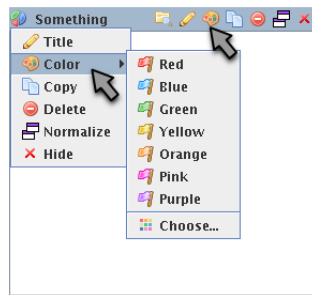 Something
Title
Color
Copy
Delete
Normalize
Hide
Red
Blue
Green
Yellow
Orange
Pink
Purple
Choose...